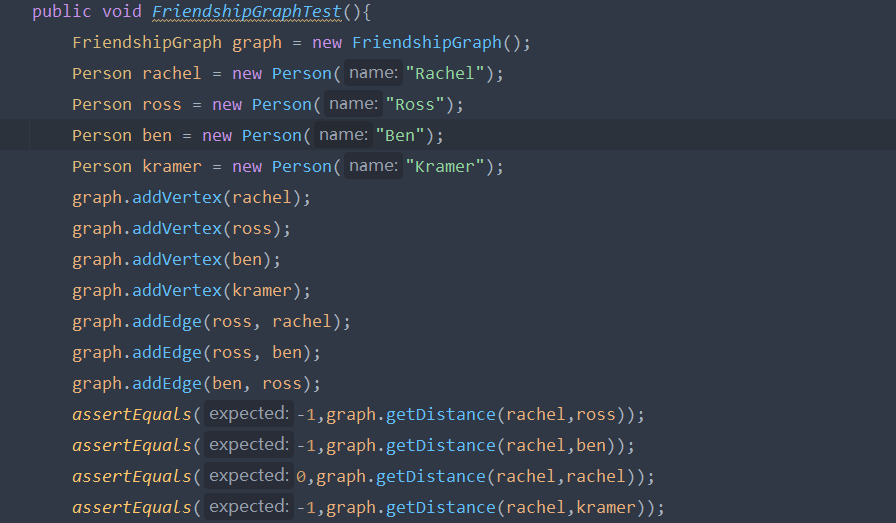 public void FriendshipGraphTest(){
FriendshipGraph graph = new FriendshipGraph();
Person rachel = new Person( name: "Rachel");
Person ross = new Person( name: "Ross");
Person ben = new Person( name: "Ben");
Person kramer = new Person( name: "Kramer");
graph.addVertex(rachel);
graph.addVertex(ross);
graph.addVertex(ben);
graph.addVertex(kramer);
graph.addEdge(ross, rachel);
graph.addEdge(ross, ben);
graph.addEdge(ben, ross);
assertEquals( expected: -1,graph.getDistance(rachel,ross));
assertEquals( expected: -1,graph.getDistance(rachel,ben));
assertEquals( expected: 0,graph.getDistance(rachel,rachel));
assertEquals( expected: -1,graph.getDistance(rachel,kramer));